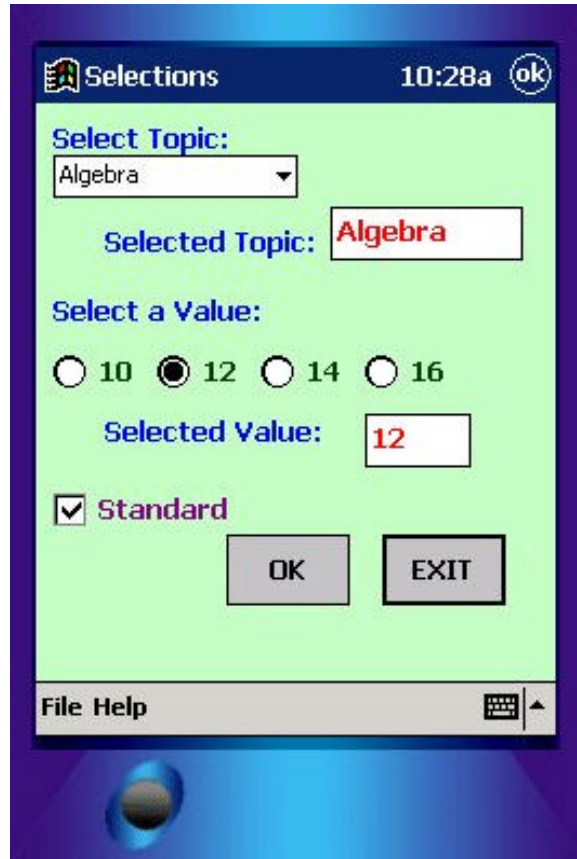 Selections 10:28a ok
Select Topic:
Algebra
Selected Topic: Algebra
Select a Value:
10 12 14 16
Selected Value: 12
Standard
OK EXIT
File Help